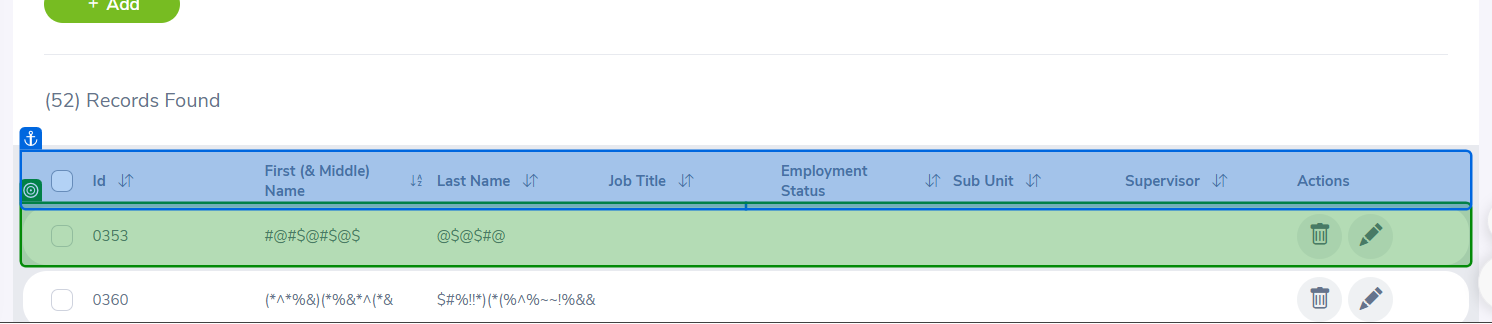 + Add
(52) Records Found
Id First (& Middle) Name Last Name Job Title Employment Status Sub Unit Supervisor Actions
0353 #@#$@#$@$ @$@$#@
0360 (*^*%&)(*%&*^(*& $#%!!*)(*(%^%~~!%&&